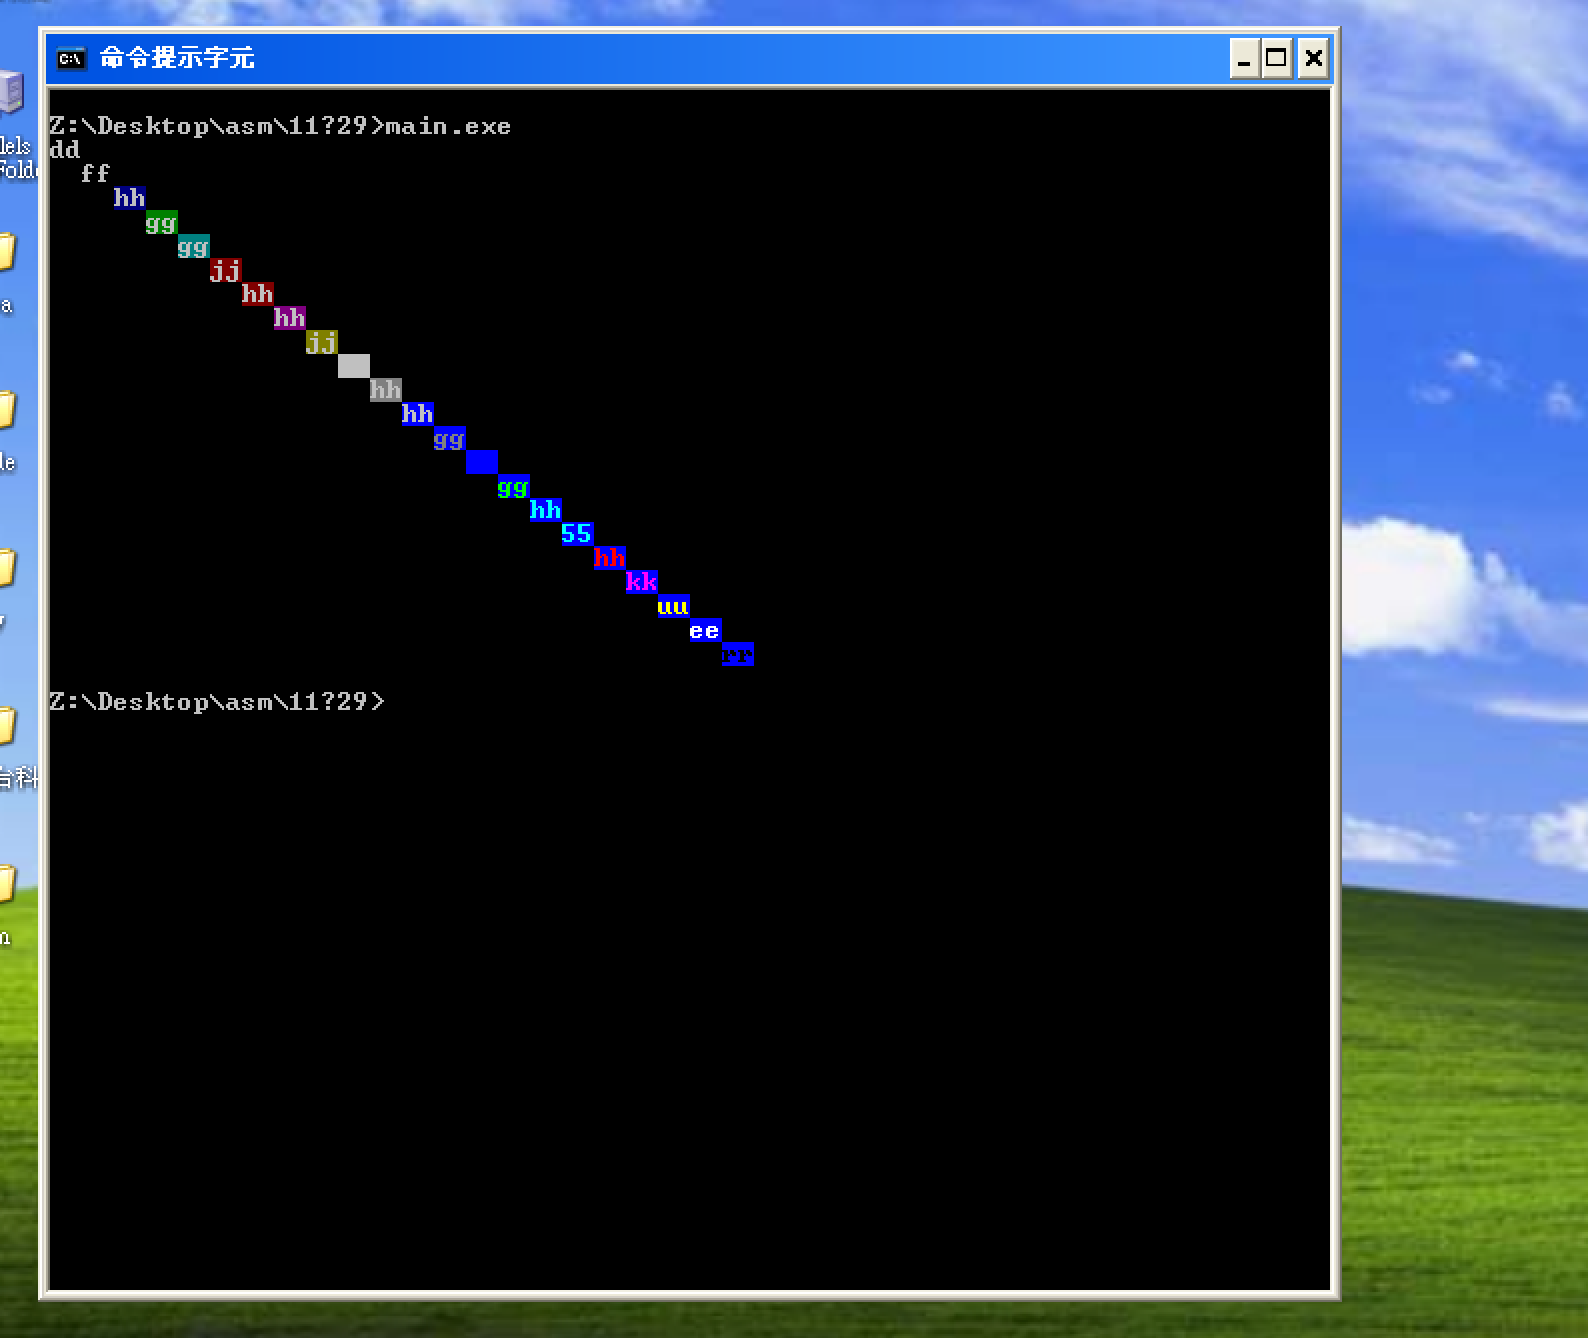 命令提示字元
Z:\Desktop\asm\11?29>main.exe
dd
ff
hh
gg
gg
jj
hh
hh
jj
hh
hh
gg
gg
hh
55
hh
kk
uu
ee
rr
Z:\Desktop\asm\11?29>
lels
Fold
a
le
台科